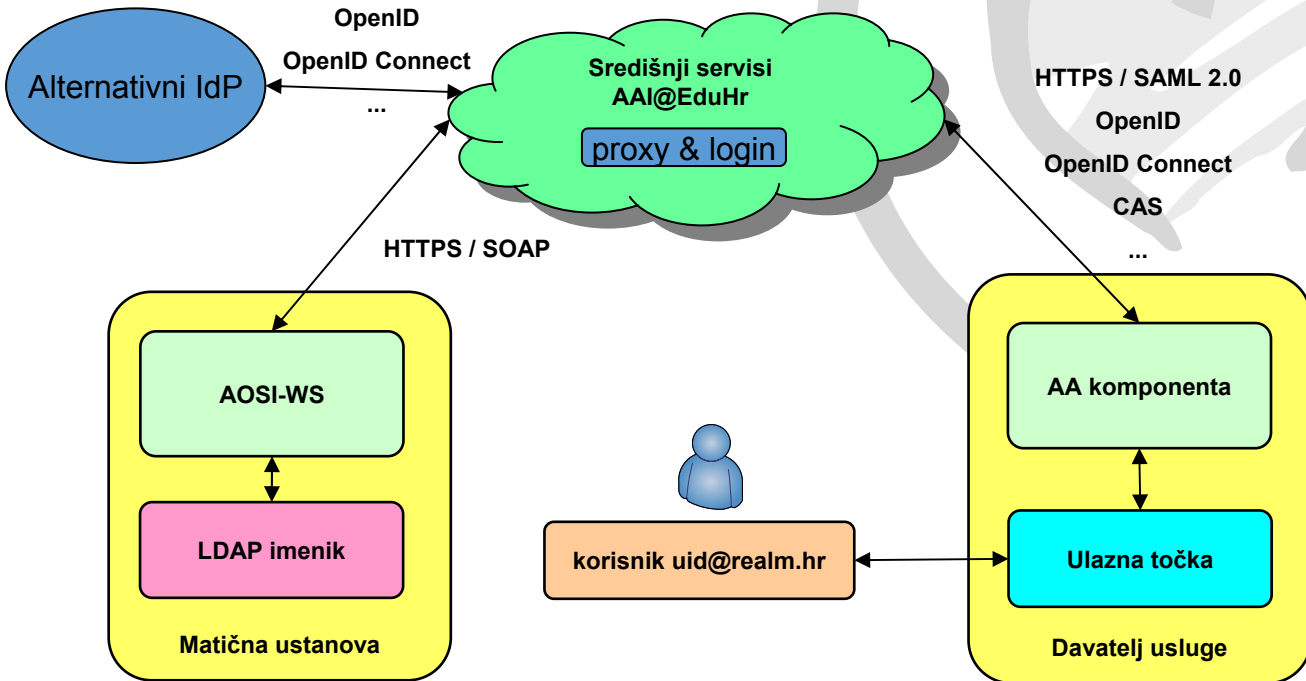 OpenID
OpenID Connect
...
Alternativni IdP
Središnji servisi
AAI@EduHr
proxy & login
HTTPS / SAML 2.0
OpenID
OpenID Connect
CAS
...
HTTPS / SOAP
AOSI-WS
LDAP imenik
Matična ustanova
korisnik uid@realm.hr
AA komponenta
Ulazna točka
Davatelj usluge